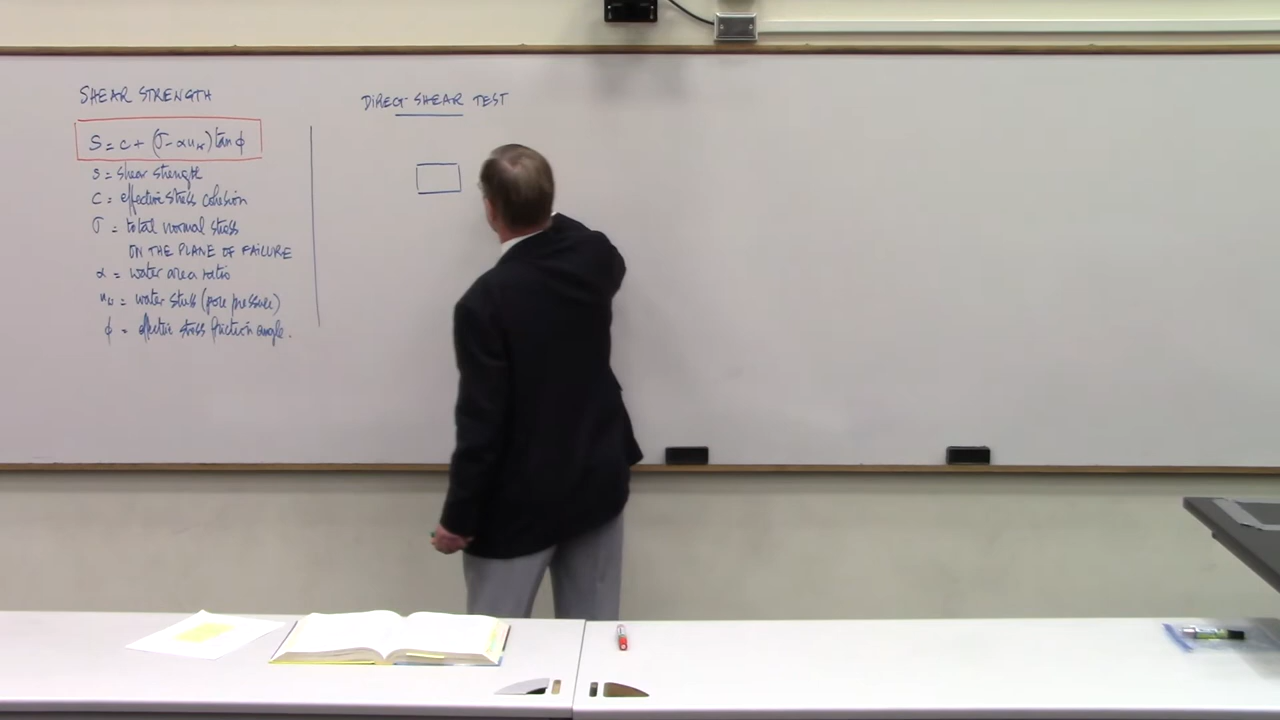 SHEAR STRENGTH
S = c + (σ - αu_w) tan φ
S = shear strength
C = effective stress cohesion
σ = total normal stress
ON THE PLANE OF FAILURE
α = water area ratio
u_w = water stress (pore pressure)
φ = effective stress friction angle.
DIRECT SHEAR TEST